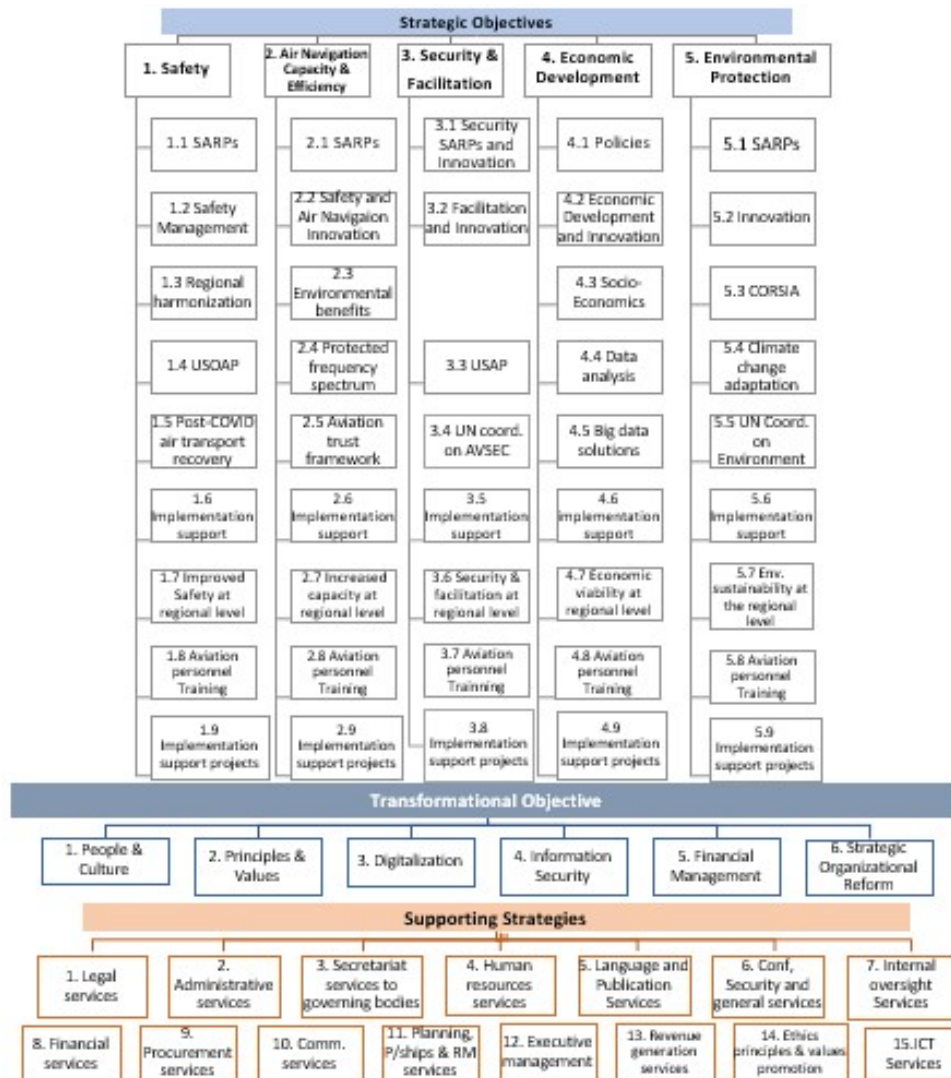 Strategic Objectives
1. Safety
2. Air Navigation
Capacity &
Efficiency
3. Security &
Facilitation
4. Economic
Development
5. Environmental
Protection
1.1 SARPs
2.1 SARPs
3.1 Security
SARPs and
Innovation
4.1 Policies
5.1 SARPs
1.2 Safety
Management
2.2 Safety and
Air Navigaion
Innovation
3.2 Facilitation
and Innovation
4.2 Economic
Development
and Innovation
5.2 Innovation
1.3 Regional
harmonization
2.3
Environmental
benefits
4.3 Socio-
Economics
5.3 CORSIA
1.4 USOAP
2.4 Protected
frequency
spectrum
3.3 USAP
4.4 Data
analysis
5.4 Climate
change
adaptation
1.5 Post-COVID
air transport
recovery
2.5 Aviation
trust
framework
3.4 UN coord.
on AVSEC
4.5 Big data
solutions
5.5 UN Coord.
on
Environment
1.6
Implementation
support
2.6
Implementation
support
3.5
Implementation
support
4.6
implementation
support
5.6
Implementation
support
1.7 Improved
Safety at
regional level
2.7 Increased
capacity at
regional level
3.6 Security &
facilitation at
regional level
4.7 Economic
viability at
regional level
5.7 Env.
sustainability at
the regional
level
1.8 Aviation
personnel
Training
2.8 Aviation
personnel
Training
3.7 Aviation
personnel
Trainning
4.8 Aviation
personnel
Training
5.8 Aviation
personnel
Training
1.9
Implementation
support projects
2.9
Implementation
support projects
3.8
Implementation
support projects
4.9
Implementation
support projects
5.9
Implementation
support projects
Transformational Objective
1. People &
Culture
2. Principles &
Values
3. Digitalization
4. Information
Security
5. Financial
Management
6. Strategic
Organizational
Reform
Supporting Strategies
1. Legal
services
2.
Administrative
services
3. Secretariat
services to
governing bodies
4. Human
resources
services
5. Language and
Publication
Services
6. Conf,
Security and
general services
7. Internal
oversight
Services
8. Financial
services
9.
Procurement
services
10. Comm.
services
11. Planning,
P/ships & RM
services
12. Executive
management
13. Revenue
generation
services
14. Ethics
principles & values
promotion
15.ICT
Services